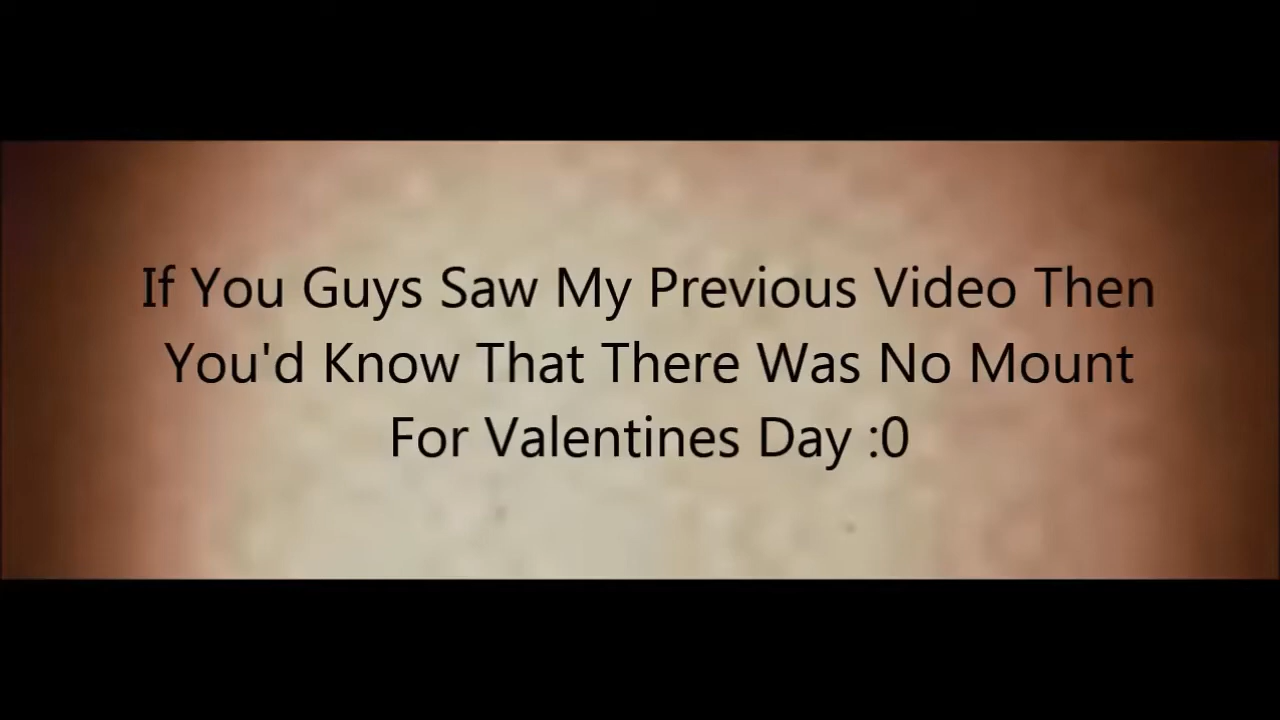 If You Guys Saw My Previous Video Then
You'd Know That There Was No Mount
For Valentines Day :0